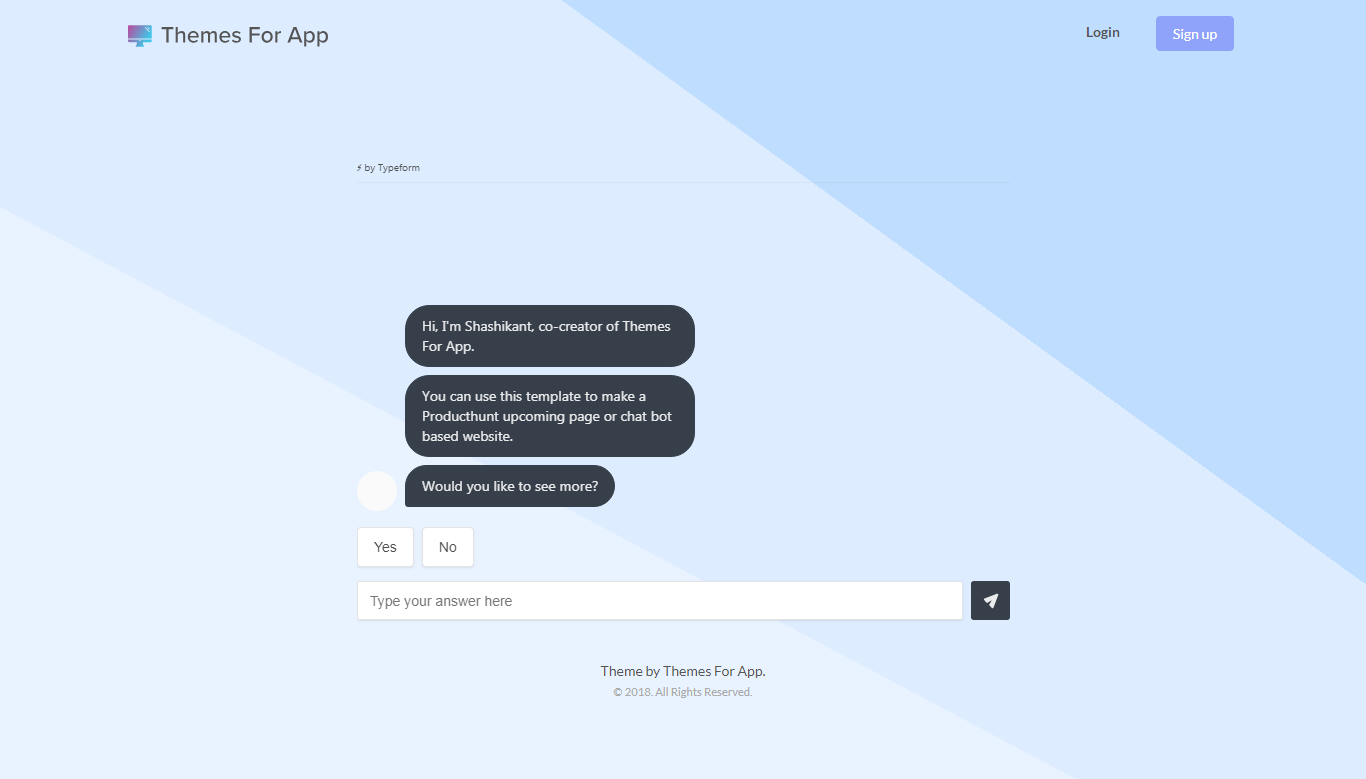 Themes For App
Login
Sign up
⚡ by Typeform
Hi, I'm Shashikant, co-creator of Themes
For App.
You can use this template to make a
Producthunt upcoming page or chat bot
based website.
Would you like to see more?
Yes
No
Type your answer here
Theme by Themes For App.
© 2018. All Rights Reserved.